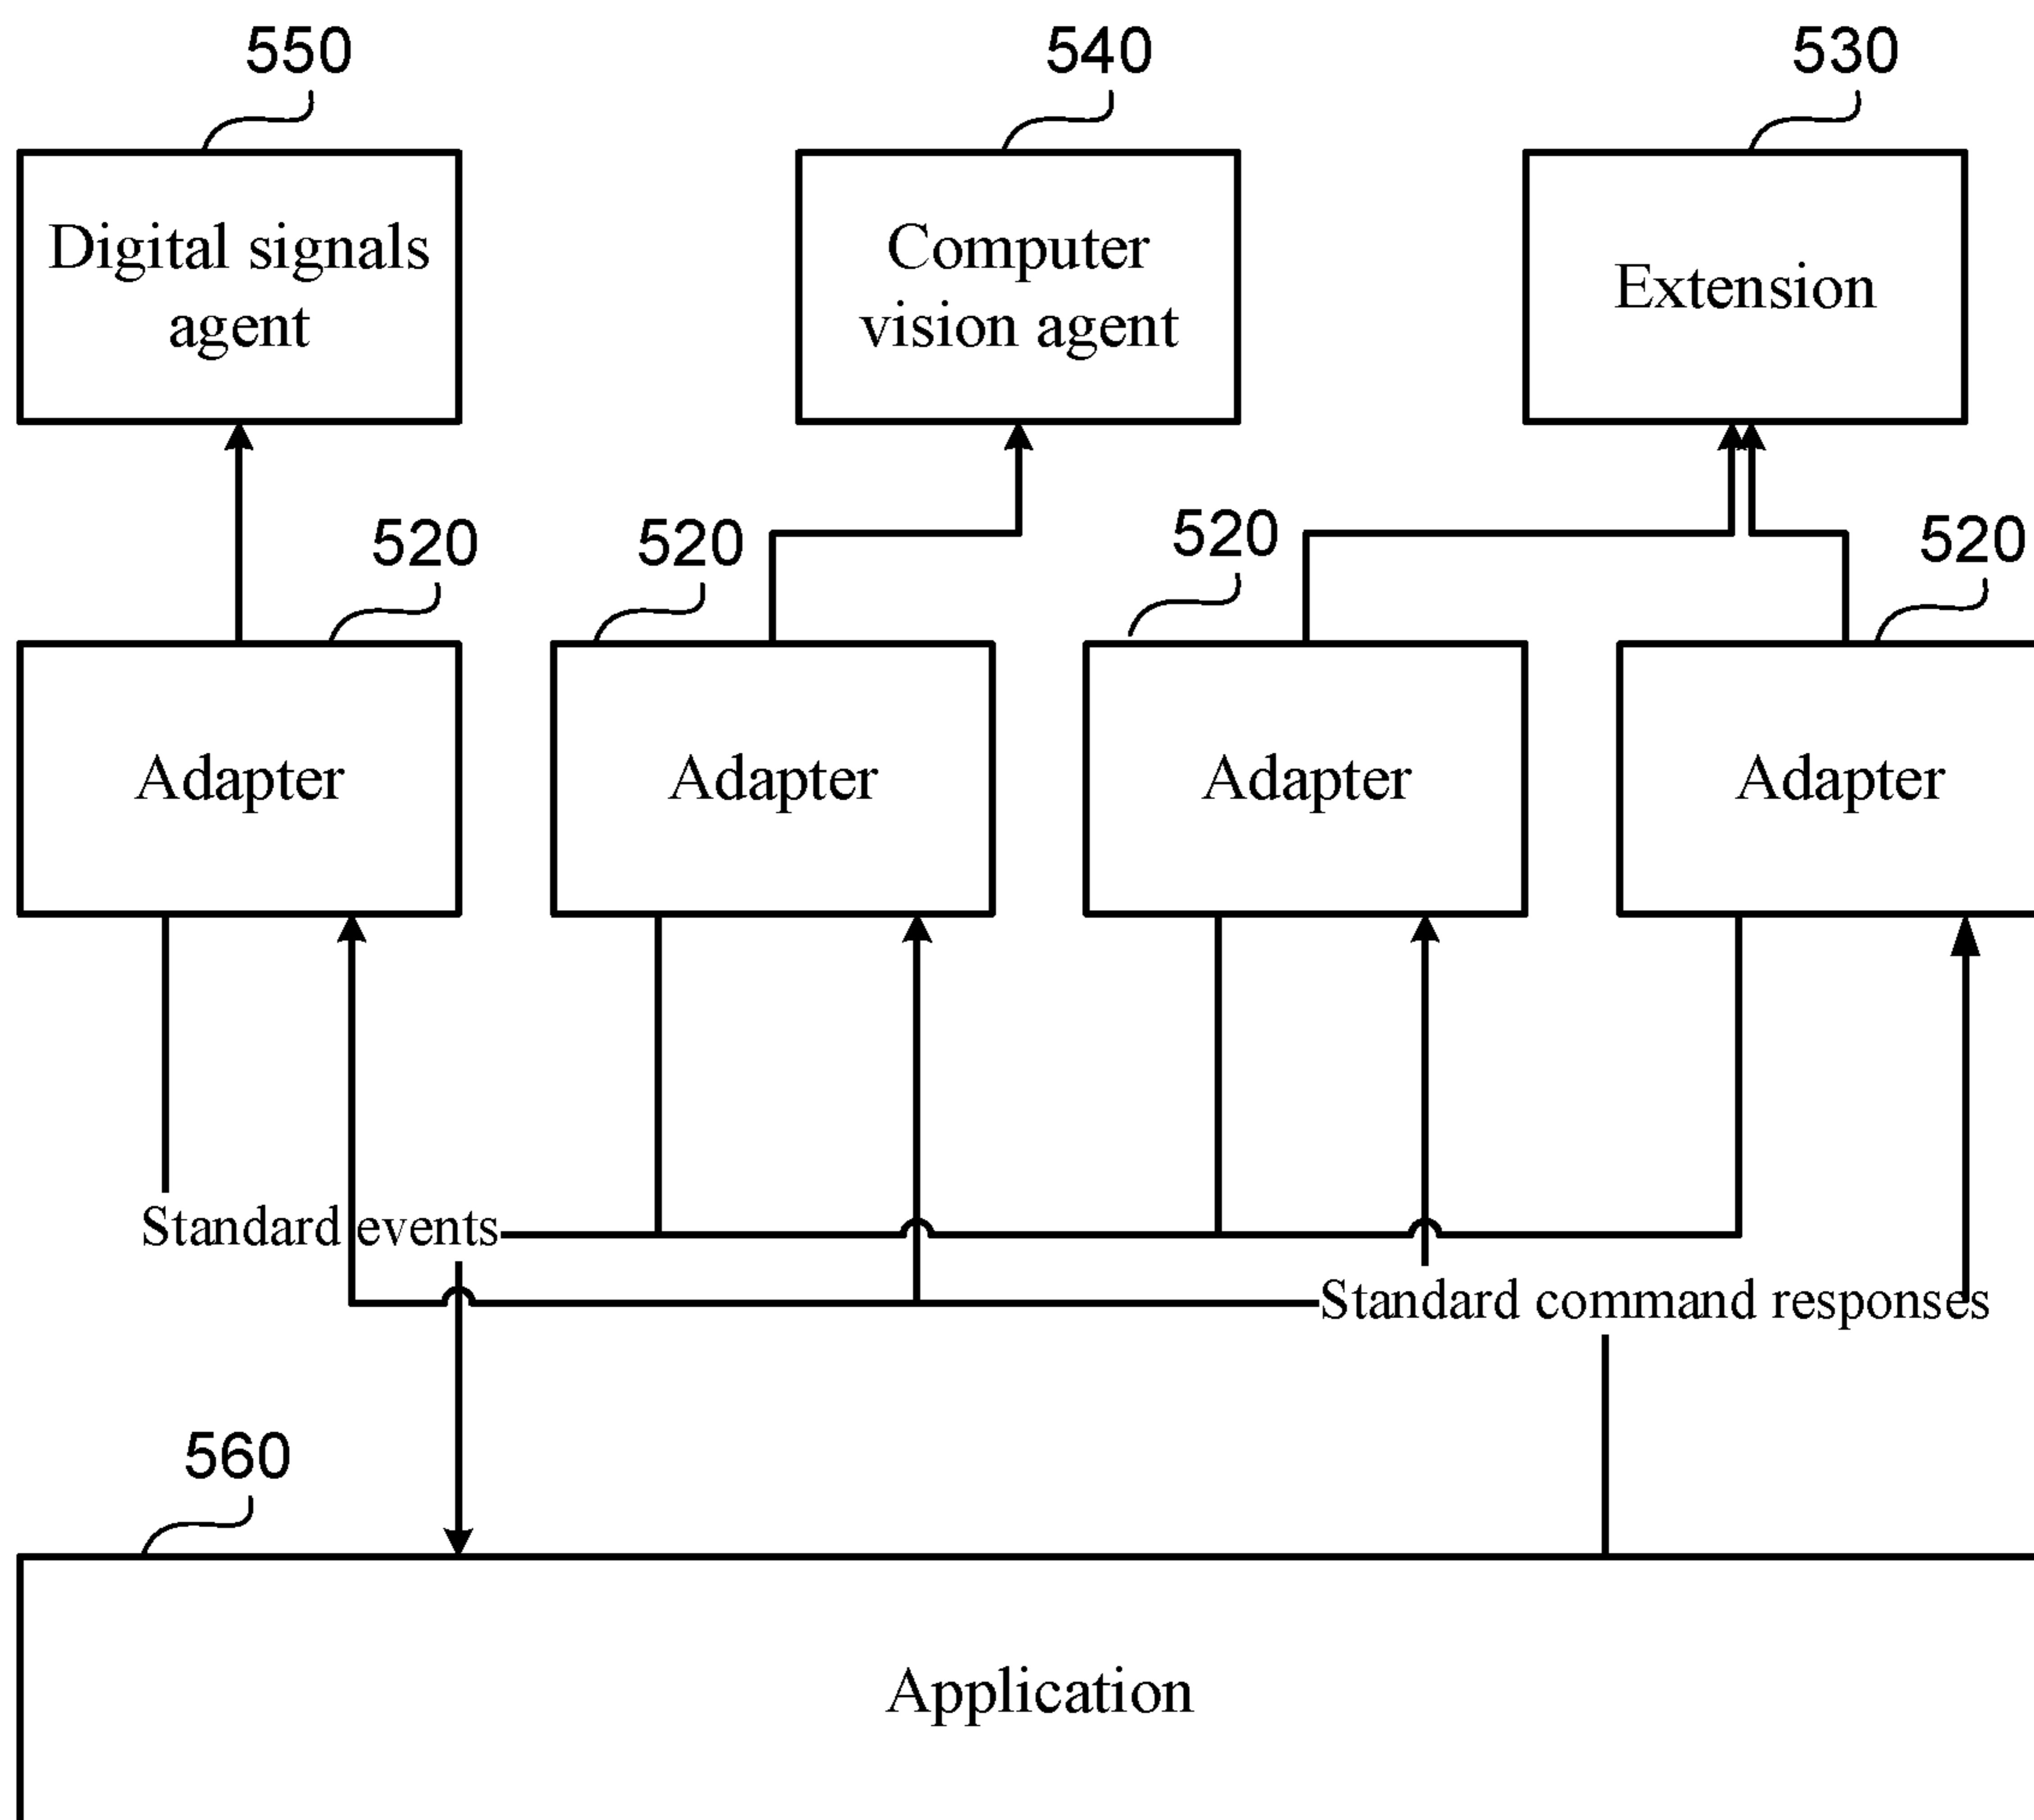 550
540
530
Digital signals
agent
Computer
vision agent
Extension
520
520
520
520
Adapter
Adapter
Adapter
Adapter
Standard events
Standard command responses
560
Application